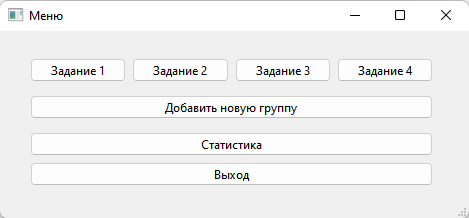 Меню
Задание 1 Задание 2 Задание 3 Задание 4
Добавить новую группу
Статистика
Выход